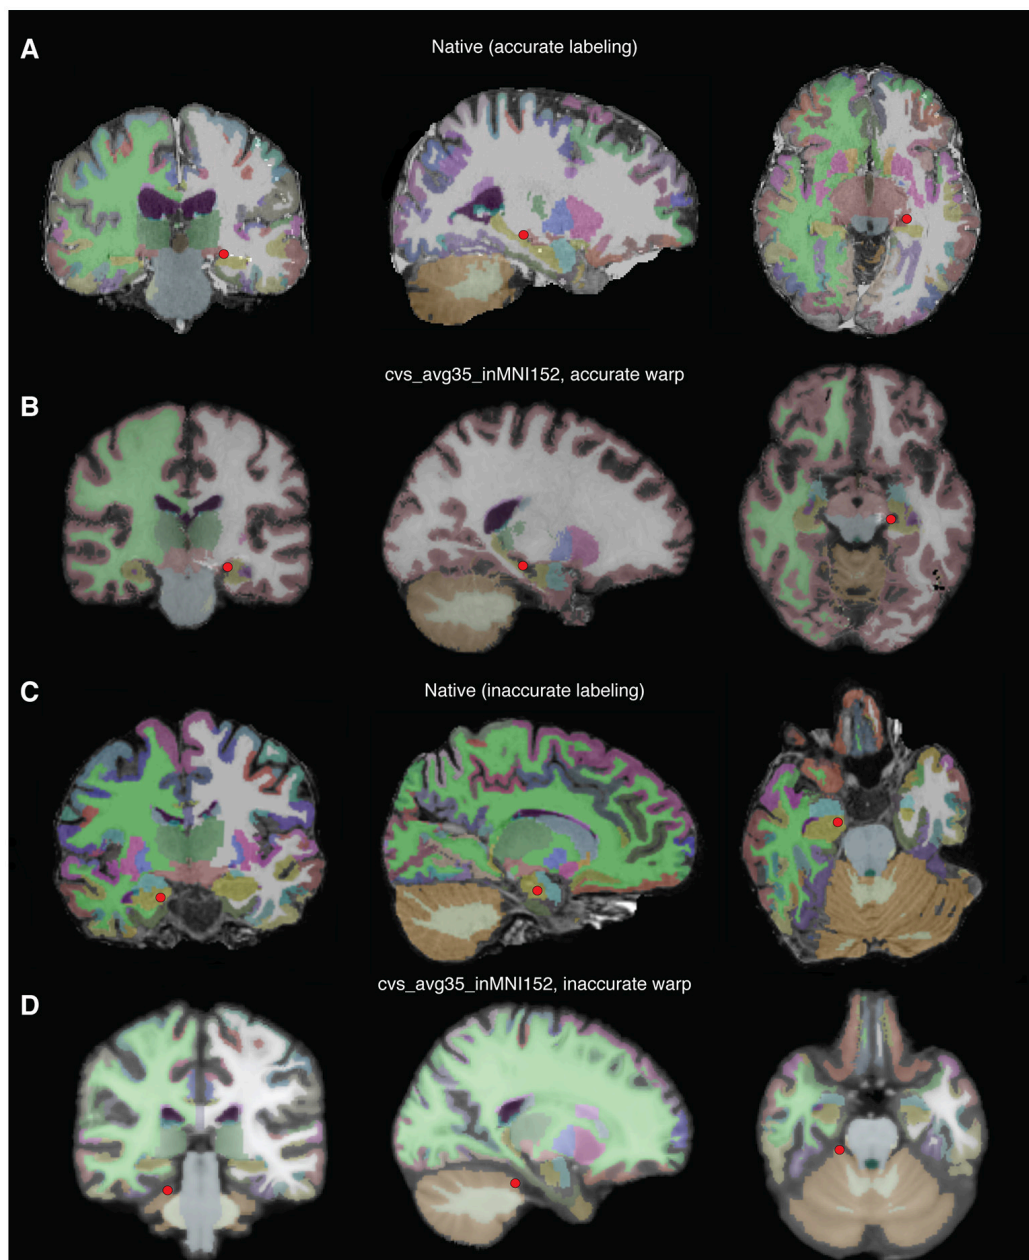 A
Native (accurate labeling)
B
cvs_avg35_inMNI152, accurate warp
C
Native (inaccurate labeling)
D
cvs_avg35_inMNI152, inaccurate warp